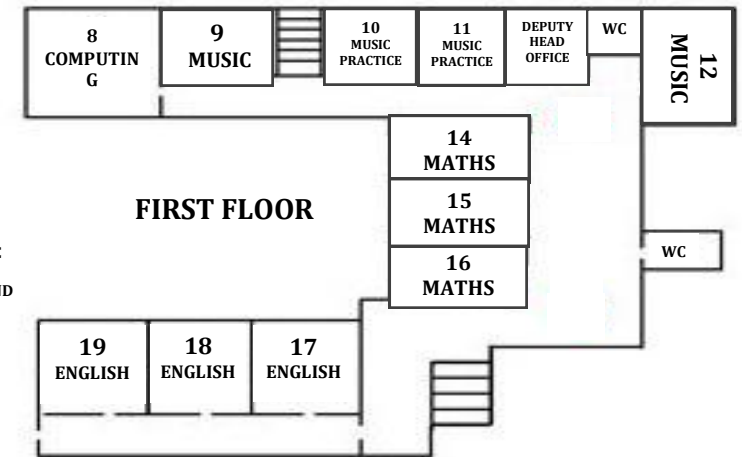 8
COMPUTIN
G
9
MUSIC
10
MUSIC
PRACTICE
11
MUSIC
PRACTICE
DEPUTY
HEAD
OFFICE
WC
12
MUSIC
14
MATHS
15
MATHS
16
MATHS
FIRST FLOOR
WC
19
ENGLISH
18
ENGLISH
17
ENGLISH